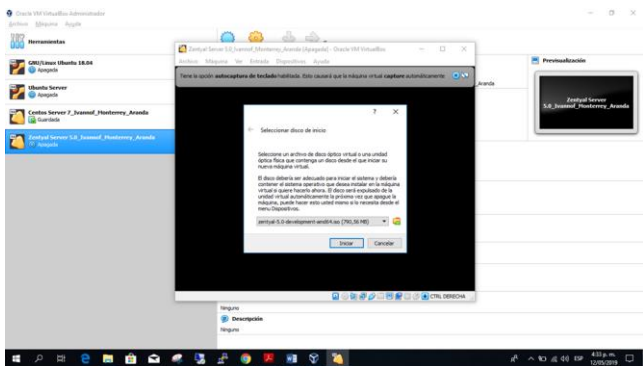 Oracle VM VirtualBox Administrador
Archivo Máquina Ayuda
Herramientas
GNU/Linux Ubuntu 18.04
Apagada
Ubuntu Server
Apagada
Centos Server 7_Ivannof_Monterrey_Aranda
Guardada
Zentyal Server 5.0_Ivannof_Monterrey_Aranda
Apagada
Zentyal Server 5.0_Ivannof_Monterrey_Aranda [Apagada] - Oracle VM VirtualBox
Archivo Máquina Ver Entrada Dispositivos Ayuda
Tiene la opción autocaptura de teclado habilitada. Esto causará que la máquina virtual capture automáticamente
_Aranda
Previsualización
Zentyal Server
5.0_Ivannof_Monterrey_Aranda
Seleccionar disco de inicio
Seleccione un archivo de disco óptico virtual o una unidad
óptica física que contenga un disco desde el que iniciar su
nueva máquina virtual.
El disco debería ser adecuado para iniciar el sistema y debería
contener el sistema operativo que desea instalar en la máquina
virtual si quiere hacerlo ahora. El disco será expulsado de la
unidad virtual automáticamente la próxima vez que apague la
máquina, puede hacer esto usted mismo si lo necesita desde el
menú Dispositivos.
zentyal-5.0-development-amd64.iso (790,56 MB)
Iniciar Cancelar
CTRL DERECHA
Ninguno
Descripción
Ninguno
ESP
4:33 p. m.
12/05/2019